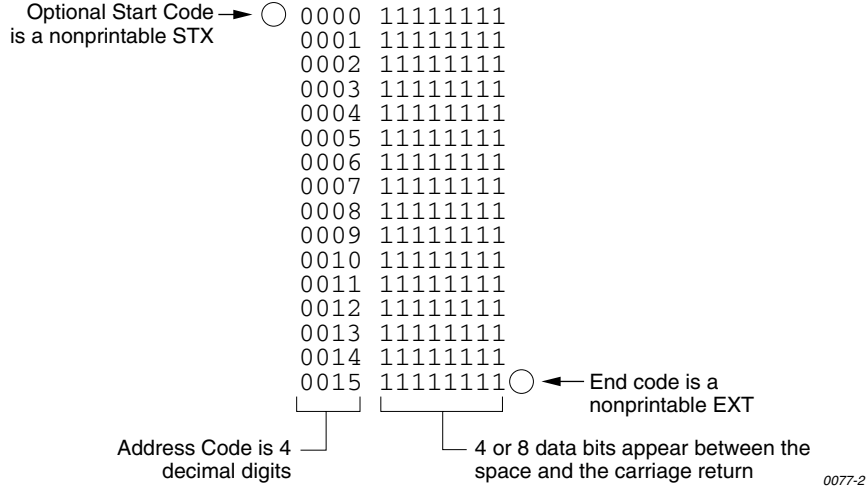 Optional Start Code
is a nonprintable STX
0000 11111111
0001 11111111
0002 11111111
0003 11111111
0004 11111111
0005 11111111
0006 11111111
0007 11111111
0008 11111111
0009 11111111
0010 11111111
0011 11111111
0012 11111111
0013 11111111
0014 11111111
0015 11111111
End code is a
nonprintable EXT
Address Code is 4
decimal digits
4 or 8 data bits appear between the
space and the carriage return
0077-2